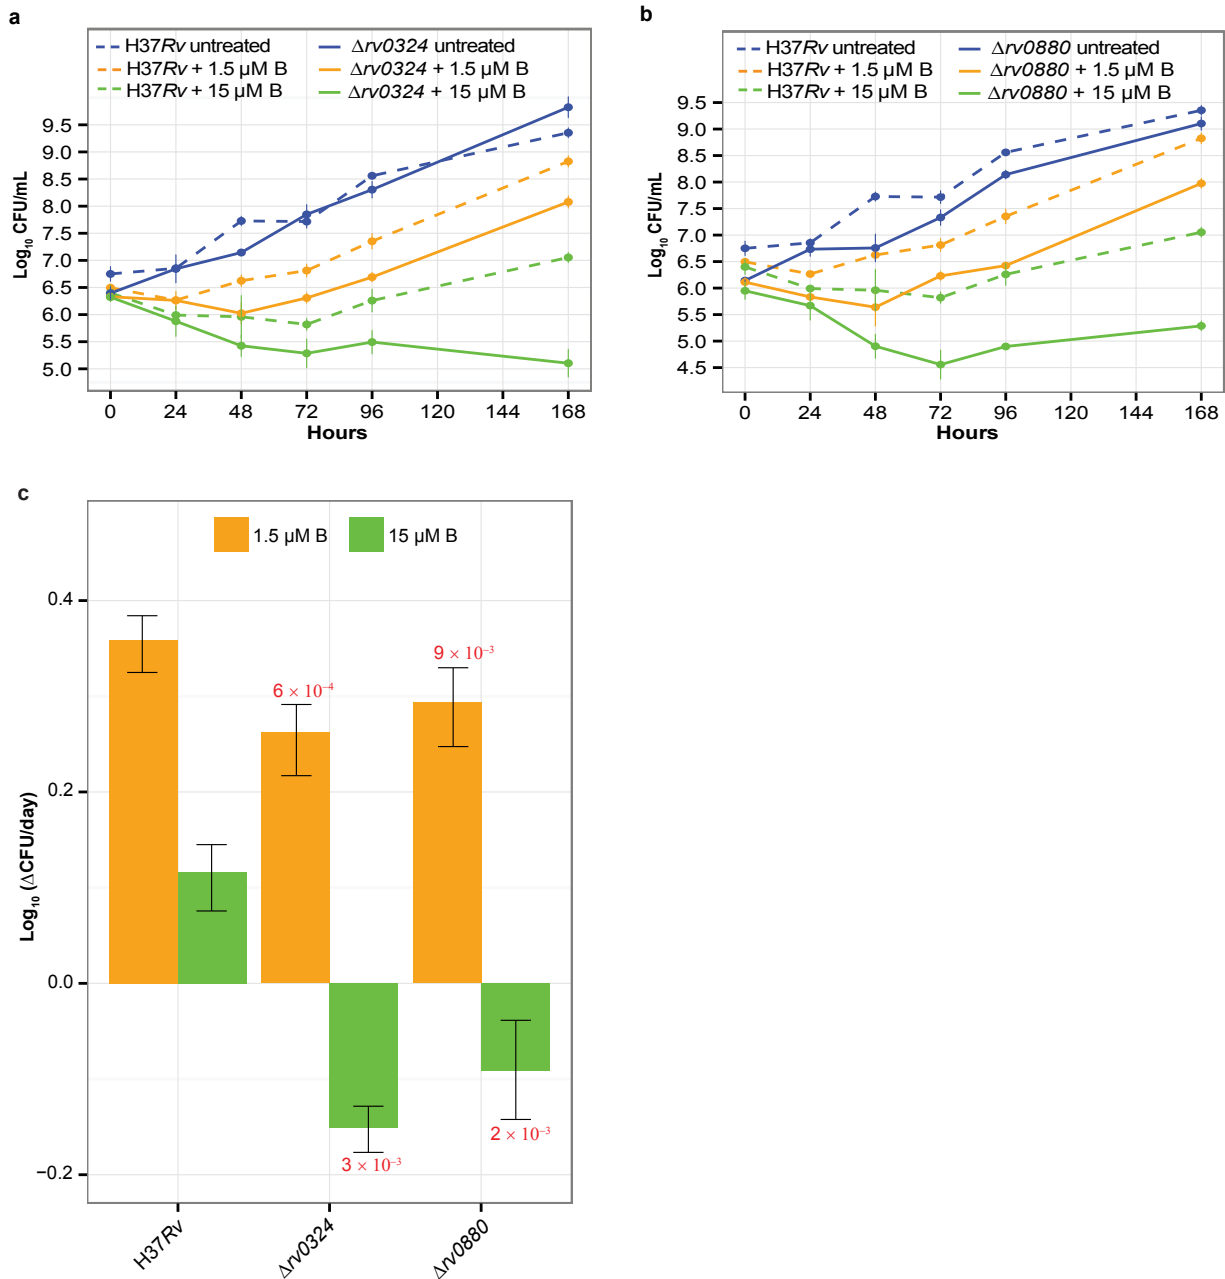 a
H37Rv untreated
Δrv0324 untreated
H37Rv + 1.5 µM B
Δrv0324 + 1.5 µM B
H37Rv + 15 µM B
Δrv0324 + 15 µM B
Log10 CFU/mL
9.5
9.0
8.5
8.0
7.5
7.0
6.5
6.0
5.5
5.0
0 24 48 72 96 120 144 168
Hours
b
H37Rv untreated
Δrv0880 untreated
H37Rv + 1.5 µM B
Δrv0880 + 1.5 µM B
H37Rv + 15 µM B
Δrv0880 + 15 µM B
Log10 CFU/mL
9.5
9.0
8.5
8.0
7.5
7.0
6.5
6.0
5.5
5.0
4.5
0 24 48 72 96 120 144 168
Hours
c
1.5 µM B
15 µM B
Log10 (ΔCFU/day)
0.4
0.2
0.0
−0.2
6 × 10–4
9 × 10–3
3 × 10–3
2 × 10–3
H37Rv
Δrv0324
Δrv0880